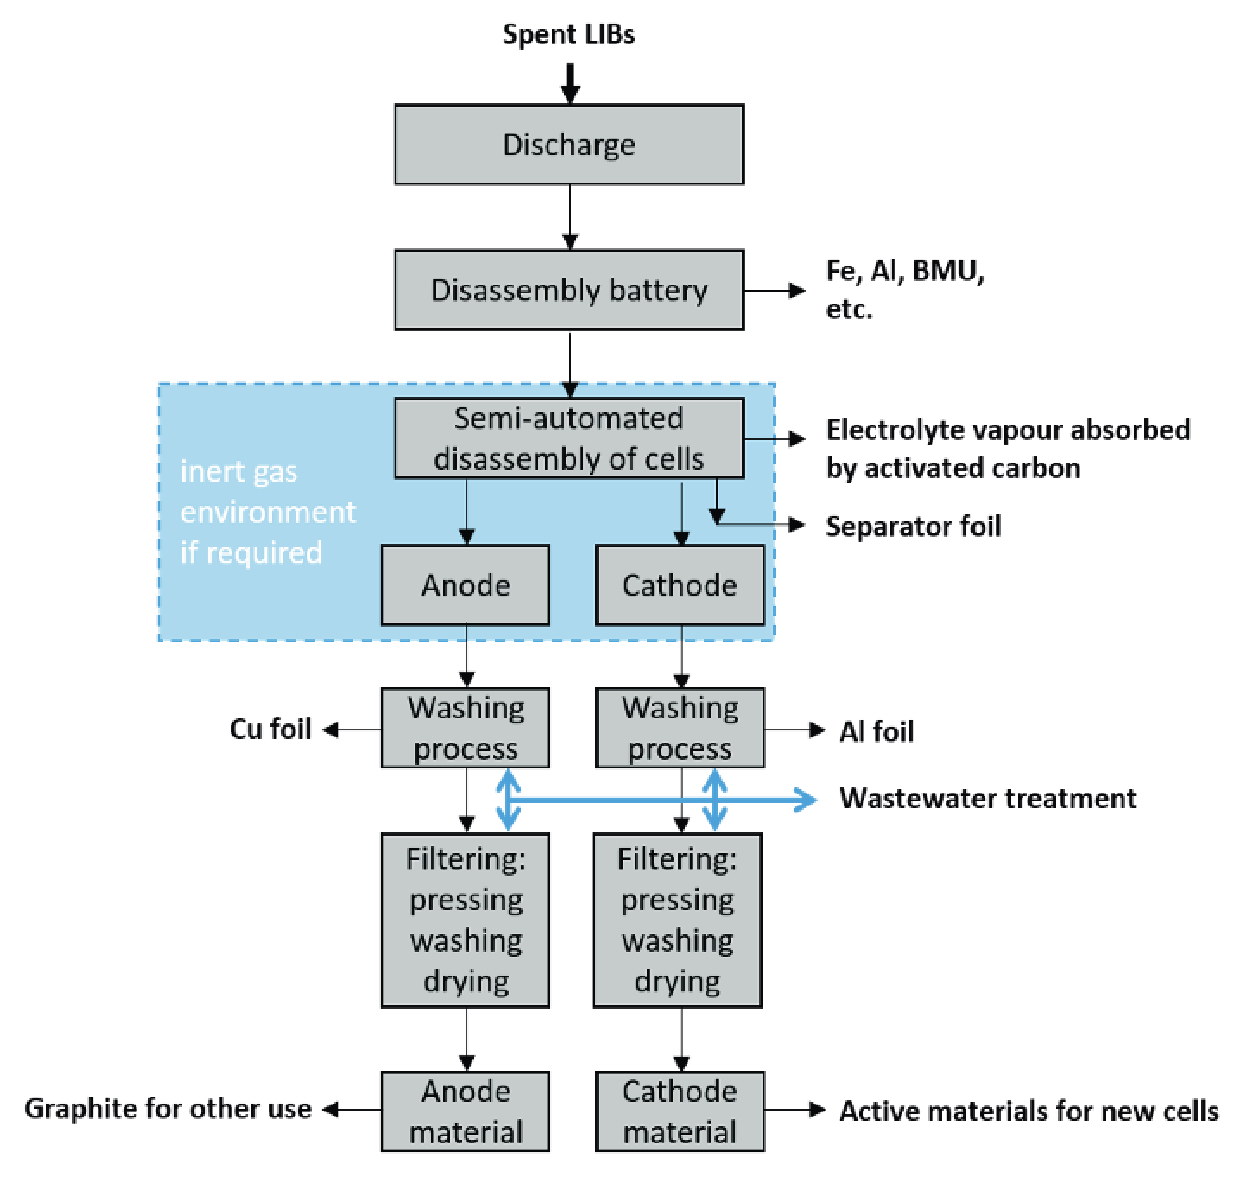 Spent LIBs
Discharge
Disassembly battery
Fe, Al, BMU,
etc.
Semi-automated
disassembly of cells
Electrolyte vapour absorbed
by activated carbon
inert gas
environment
if required
Separator foil
Anode
Cathode
Cu foil
Washing
process
Washing
process
Al foil
Wastewater treatment
Filtering:
pressing
washing
drying
Filtering:
pressing
washing
drying
Graphite for other use
Anode
material
Cathode
material
Active materials for new cells